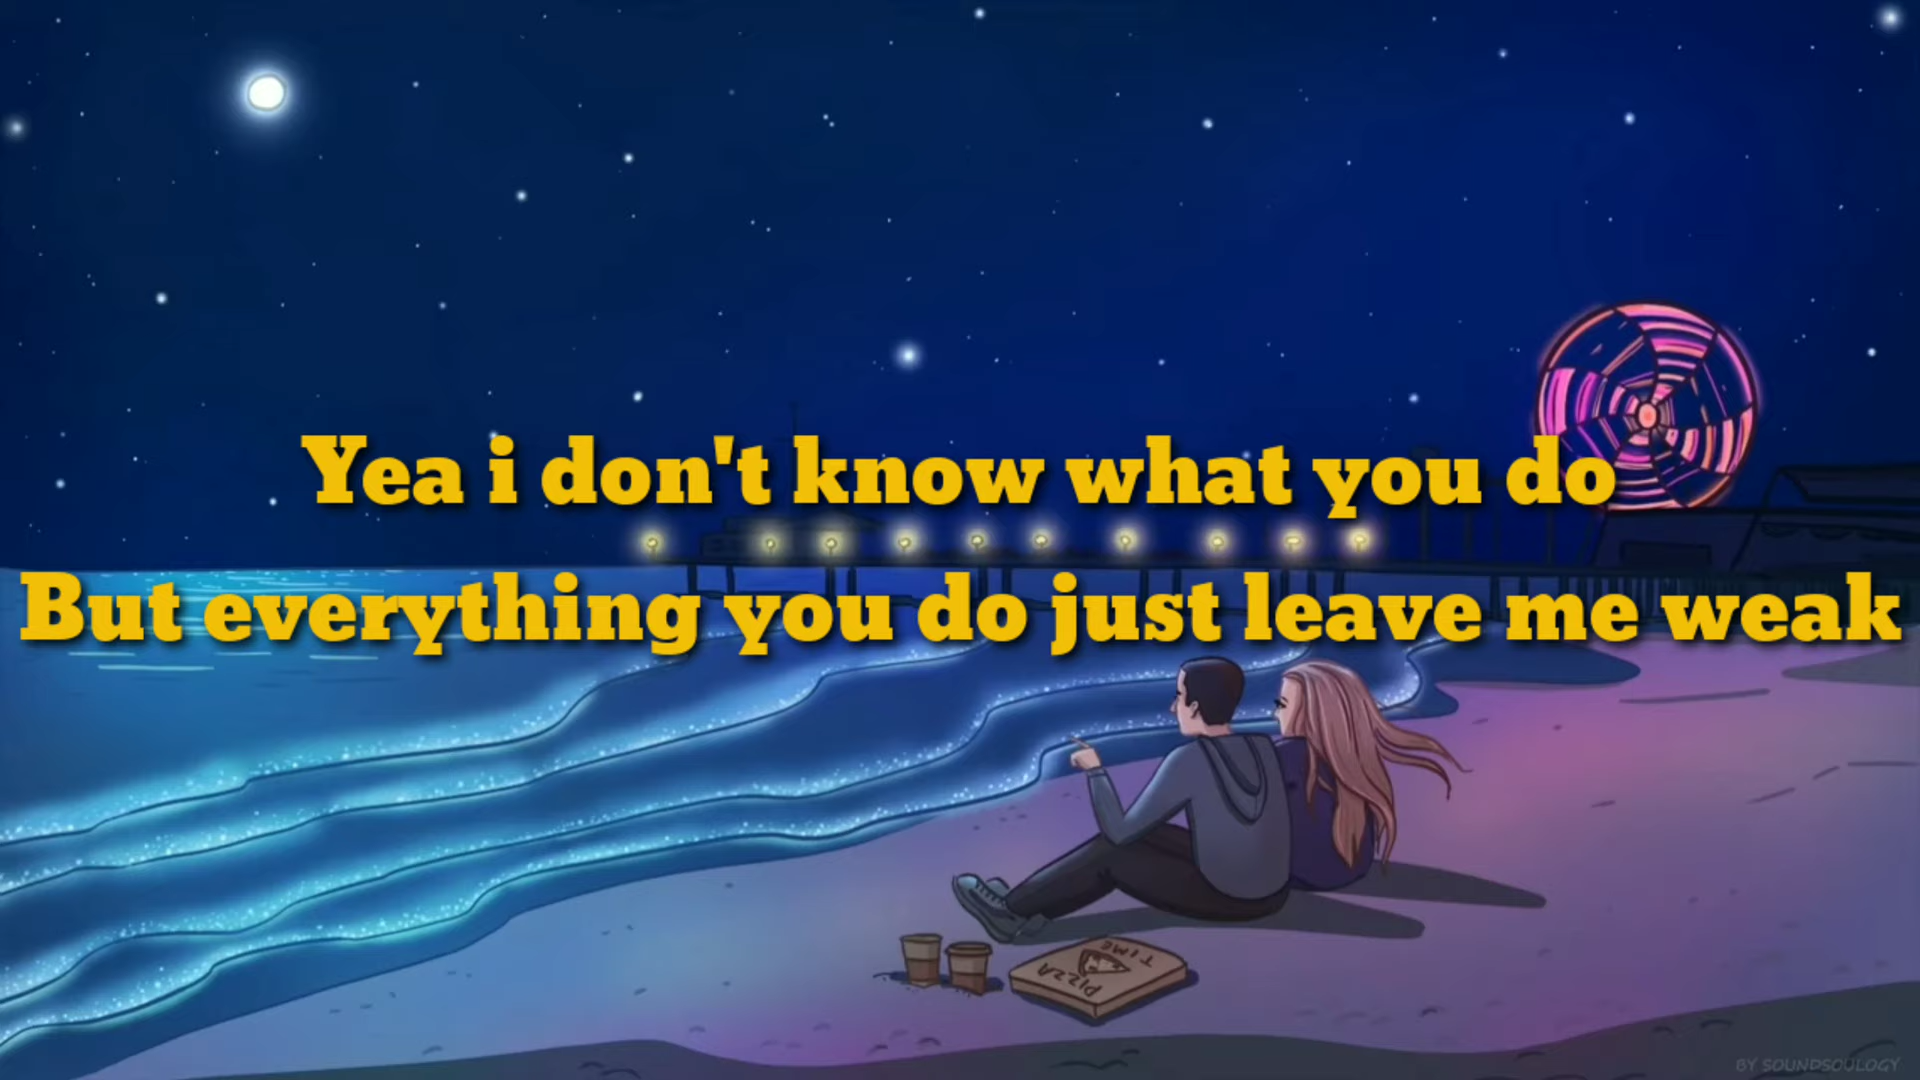 Yea i don't know what you do
But everything you do just leave me weak
PIZZA
TIME
BY SOUNDSOULOGY